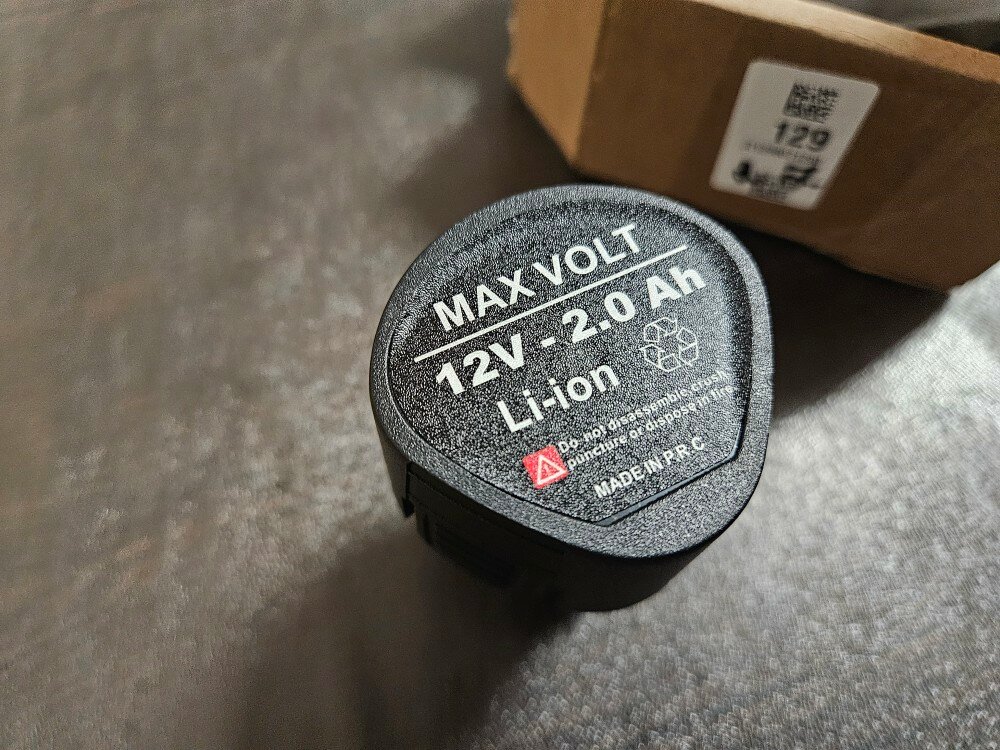 129
MAX VOLT
12V - 2.0 Ah
Li-ion
Do not disassemble, crush,
puncture or dispose in fire
MADE IN P.R.C